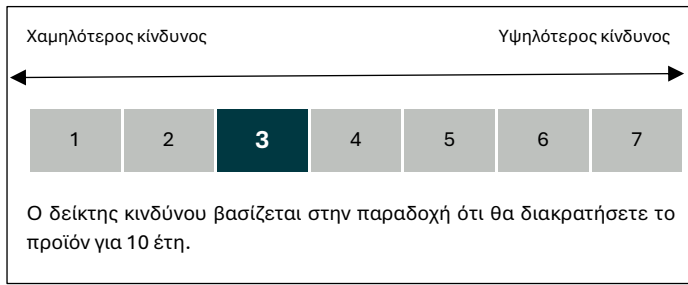 Χαμηλότερος κίνδυνος Υψηλότερος κίνδυνος
1 2 3 4 5 6 7
Ο δείκτης κινδύνου βασίζεται στην παραδοχή ότι θα διακρατήσετε το
προϊόν για 10 έτη.